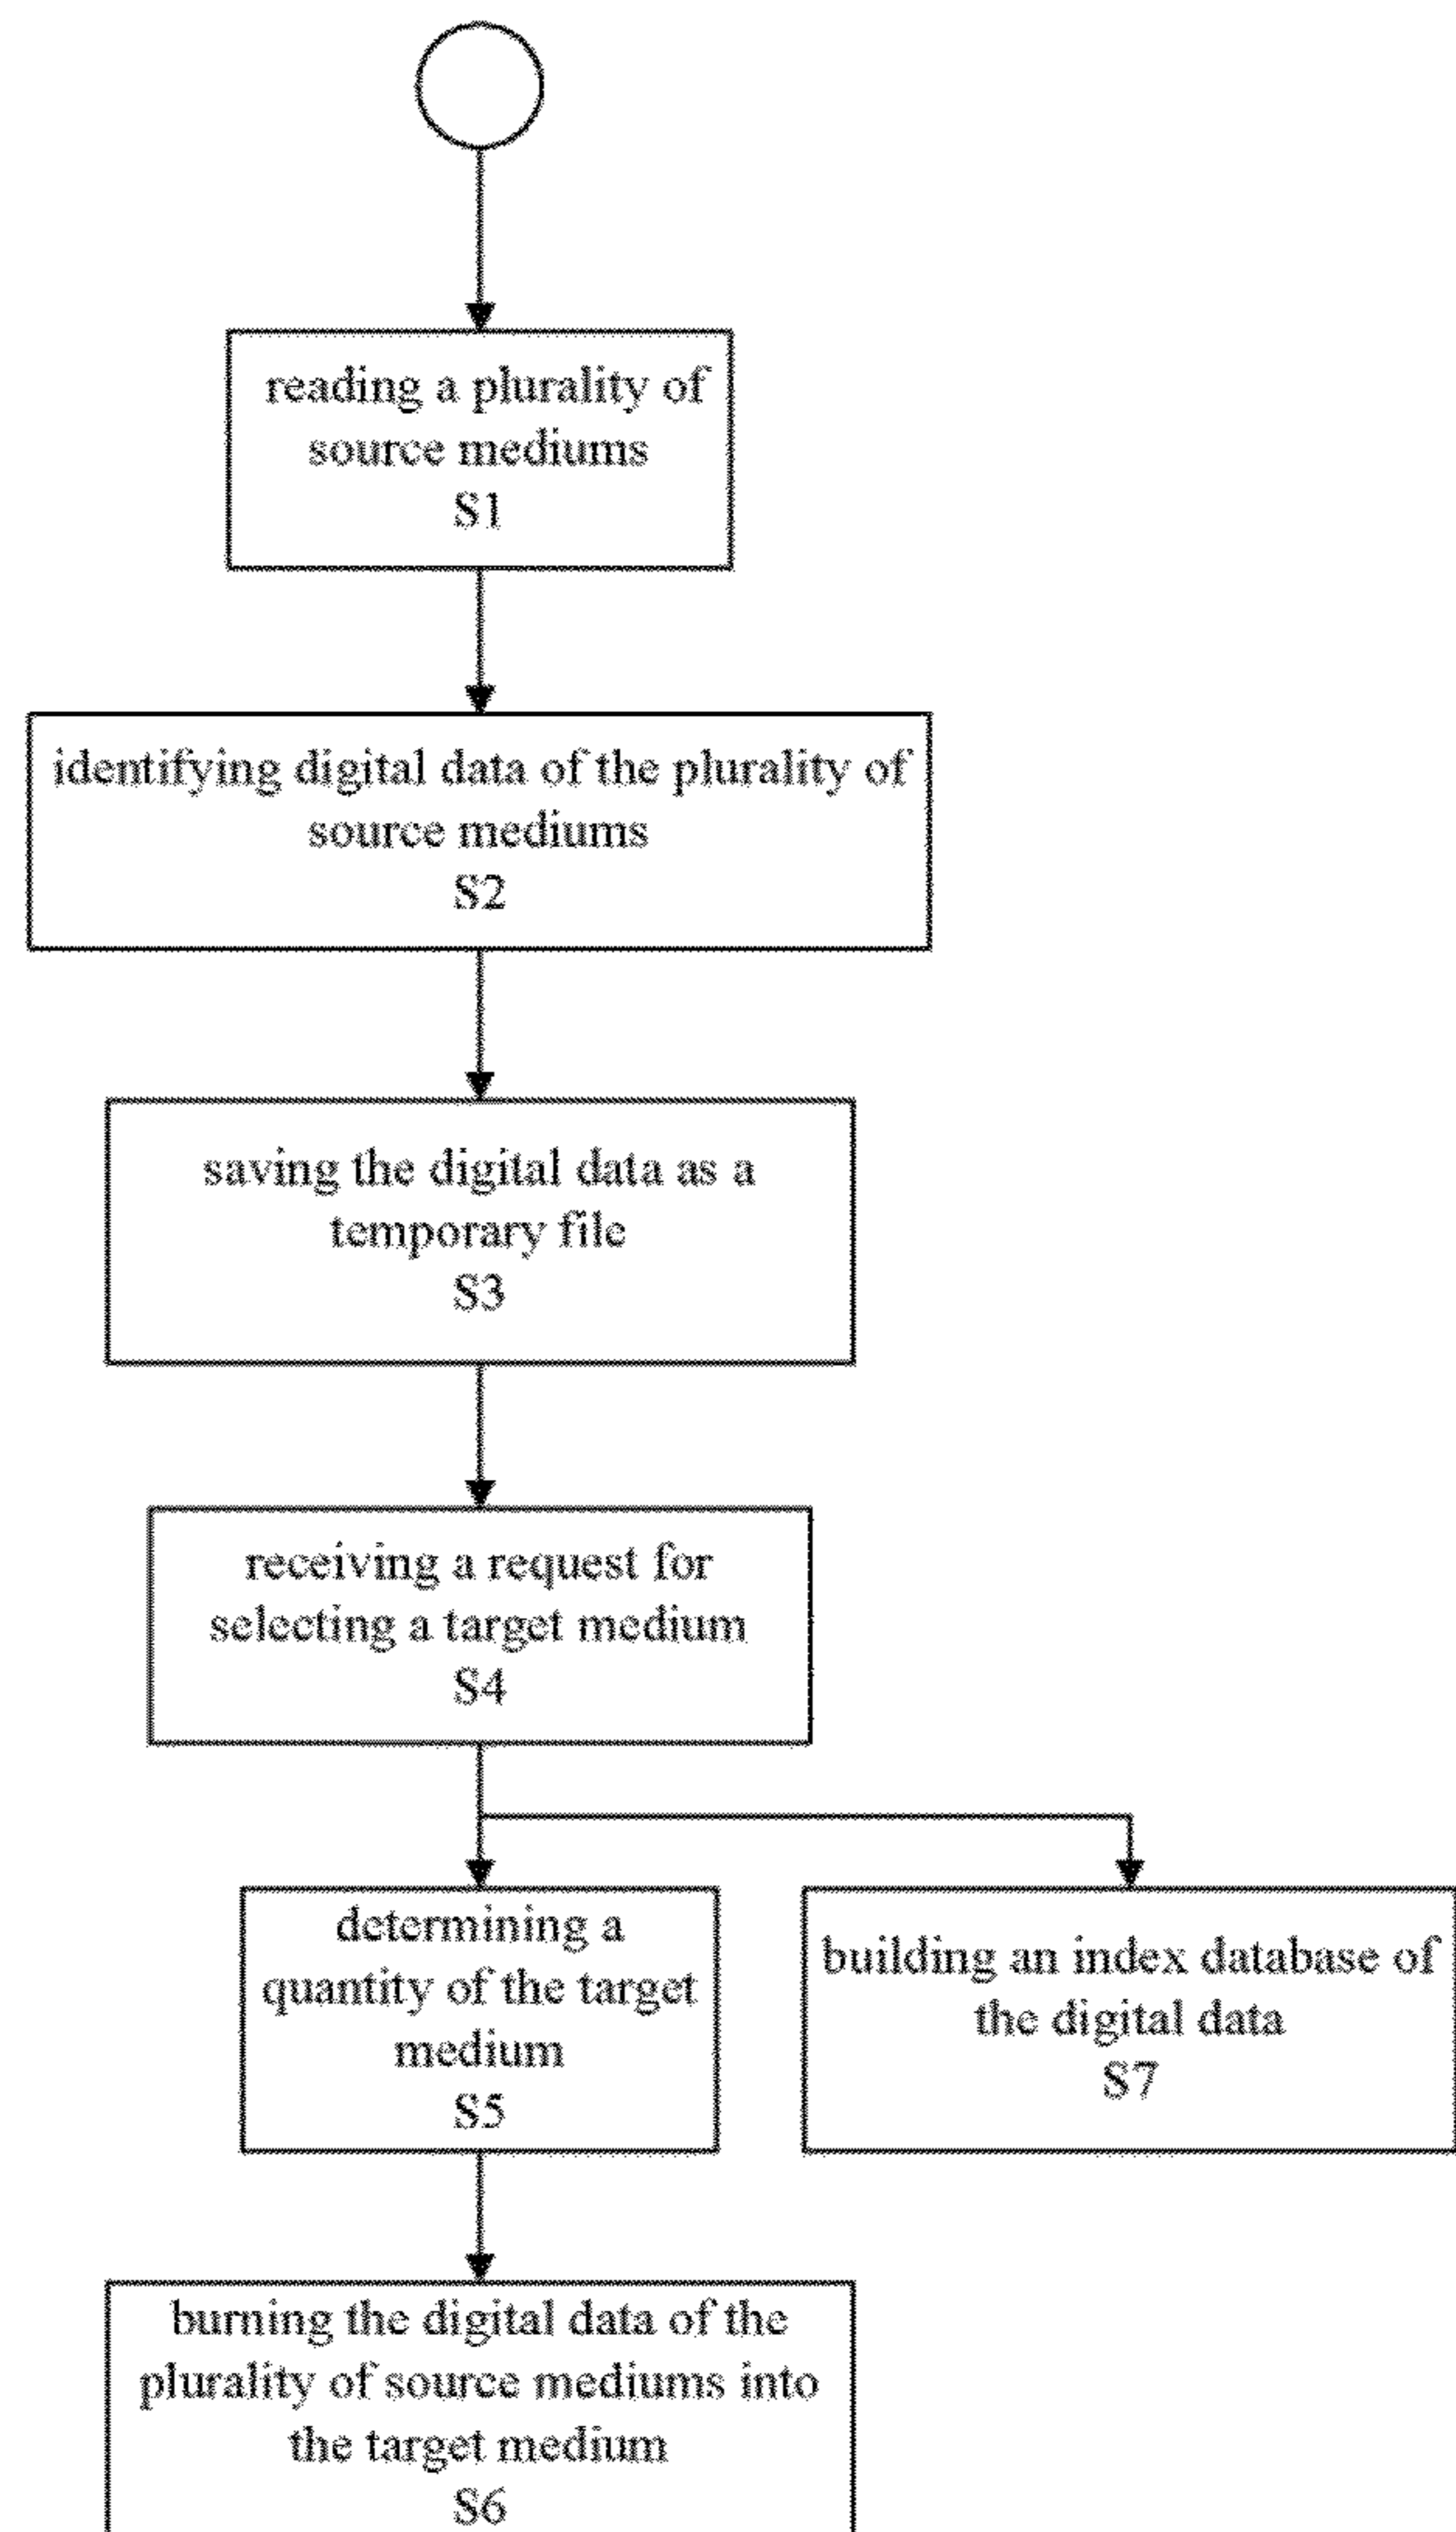 reading a plurality of
source mediums
S1
identifying digital data of the plurality of
source mediums
S2
saving the digital data as a
temporary file
S3
receiving a request for
selecting a target medium
S4
determining a
quantity of the target
medium
S5
building an index database of
the digital data
S7
burning the digital data of the
plurality of source mediums into
the target medium
S6